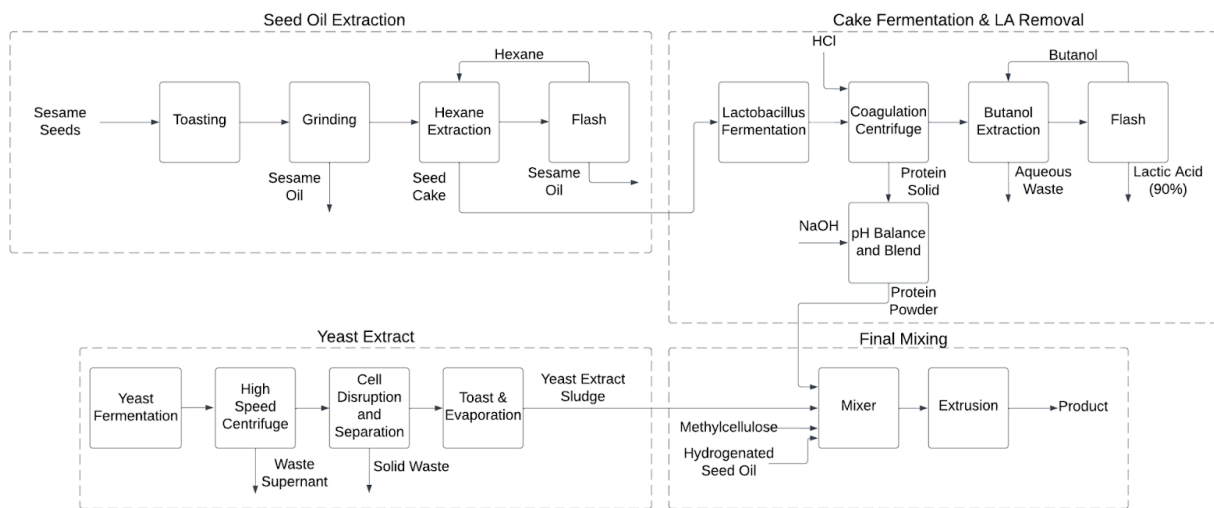 Seed Oil Extraction
Hexane
Sesame
Seeds
Toasting
Grinding
Hexane
Extraction
Flash
Sesame
Oil
Seed
Cake
Sesame
Oil
Cake Fermentation & LA Removal
HCl
Butanol
Lactobacillus
Fermentation
Coagulation
Centrifuge
Butanol
Extraction
Flash
Protein
Solid
Aqueous
Waste
Lactic Acid
(90%)
NaOH
pH Balance
and Blend
Protein
Powder
Yeast Extract
Yeast
Fermentation
High
Speed
Centrifuge
Cell
Disruption
and
Separation
Toast &
Evaporation
Yeast Extract
Sludge
Waste
Supernant
Solid Waste
Final Mixing
Mixer
Extrusion
Product
Methylcellulose
Hydrogenated
Seed Oil